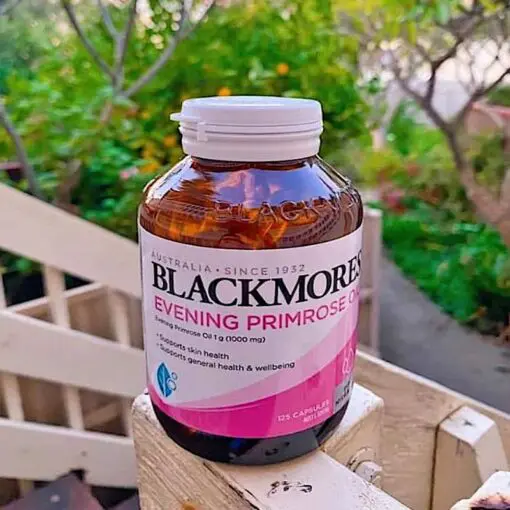 BLACK
AUSTRALIA • SINCE 1932
BLACKMORES
EVENING PRIMROSE O
Evening Primrose Oil 1 g (1000 mg)
• Supports skin health
• Supports general health & wellbeing
125 CAPSULES